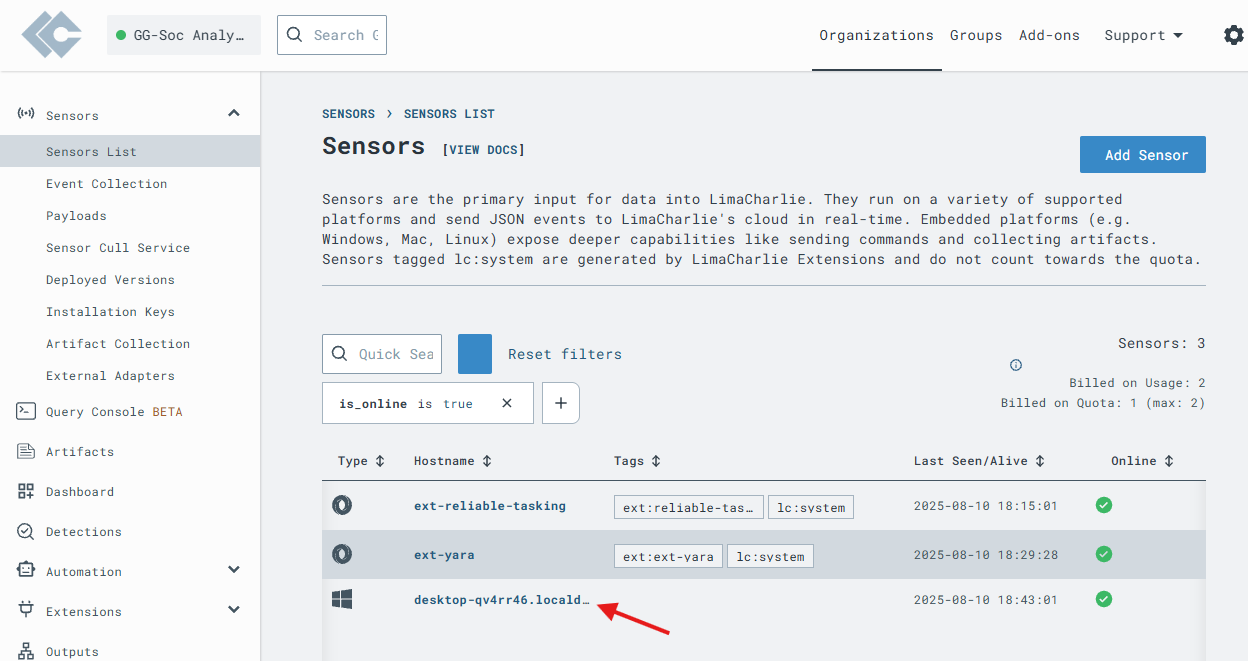 GG-Soc Analy…
Search G
Organizations
Groups
Add-ons
Support
Sensors
Sensors List
Event Collection
Payloads
Sensor Cull Service
Deployed Versions
Installation Keys
Artifact Collection
External Adapters
Query Console BETA
Artifacts
Dashboard
Detections
Automation
Extensions
Outputs
SENSORS > SENSORS LIST
Sensors [VIEW DOCS]
Add Sensor
Sensors are the primary input for data into LimaCharlie. They run on a variety of supported
platforms and send JSON events to LimaCharlie's cloud in real-time. Embedded platforms (e.g.
Windows, Mac, Linux) expose deeper capabilities like sending commands and collecting artifacts.
Sensors tagged lc:system are generated by LimaCharlie Extensions and do not count towards the quota.
Quick Sea
Reset filters
is_online is true
+
Sensors: 3
Billed on Usage: 2
Billed on Quota: 1 (max: 2)
Type Hostname Tags Last Seen/Alive Online
ext-reliable-tasking ext:reliable-tas… lc:system 2025-08-10 18:15:01
ext-yara ext:ext-yara lc:system 2025-08-10 18:29:28
desktop-qv4rr46.locald… 2025-08-10 18:43:01